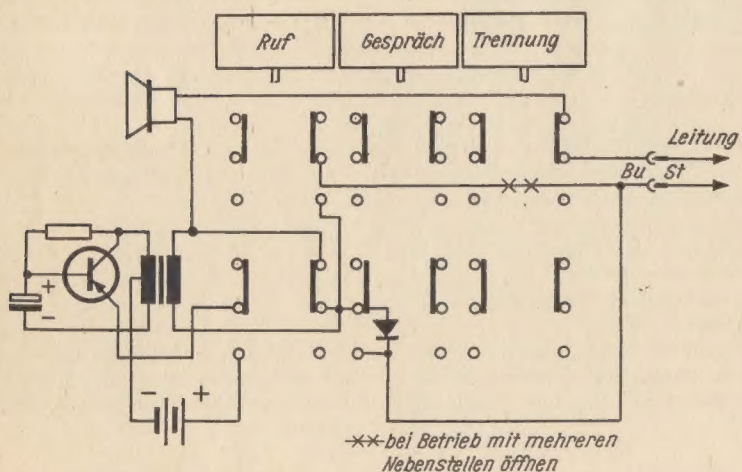 Ruf
Gespräch
Trennung
Leitung
Bu St
+
-
- +
-××- bei Betrieb mit mehreren
Nebenstellen öffnen